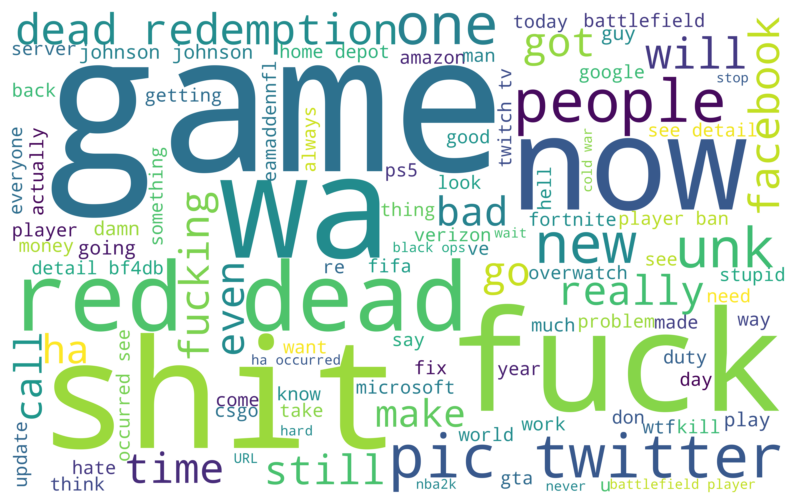 dead redemption
one
today
battlefield
server
johnson johnson
home depot
amazon
man
got
guy
will
facebook
back
getting
game
eamaddennfl
always
good
twitch tv
google
stop
people
see detail
everyone
actually
something
ps5
look
now
cold war
hell
player
damn
wa
thing
bad
fortnite
player ban
money
going
fucking
verizon
wait
new
unk
detail bf4db
even
black ops
ve
re
fifa
go
overwatch
see
stupid
red dead
really
need
call
ha
occurred see
shit
say
much
problem
made
way
want
fuck
ha occurred
fix
year
duty
day
update
come
know
microsoft
csgo
take
make
world
work
don
wtf
kill
play
hate
think
time
hard
URL
still
pic twitter
nba2k
gta
never
u
battlefield player